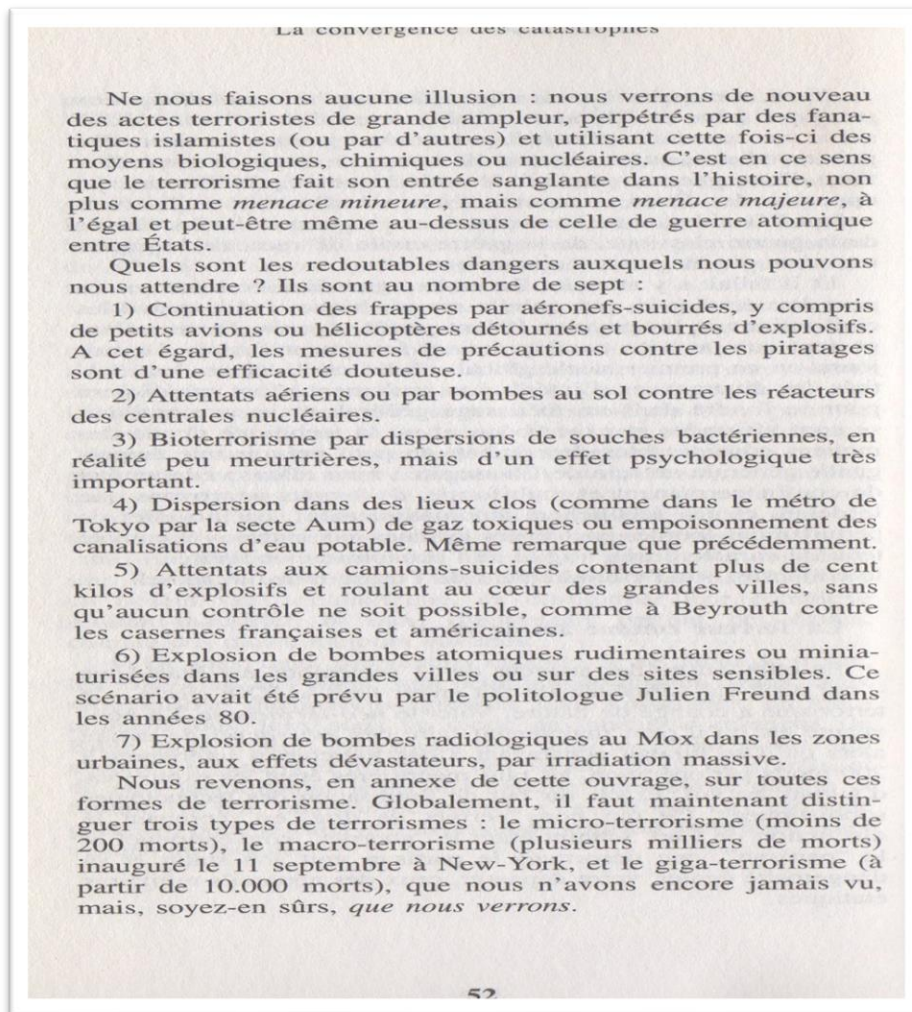 La convergence des catastrophes
Ne nous faisons aucune illusion : nous verrons de nouveau
des actes terroristes de grande ampleur, perpétrés par des fana-
tiques islamistes (ou par d'autres) et utilisant cette fois-ci des
moyens biologiques, chimiques ou nucléaires. C'est en ce sens
que le terrorisme fait son entrée sanglante dans l'histoire, non
plus comme menace mineure, mais comme menace majeure, à
l'égal et peut-être même au-dessus de celle de guerre atomique
entre États.
Quels sont les redoutables dangers auxquels nous pouvons
nous attendre ? Ils sont au nombre de sept :
1) Continuation des frappes par aéronefs-suicides, y compris
de petits avions ou hélicoptères détournés et bourrés d'explosifs.
A cet égard, les mesures de précautions contre les piratages
sont d'une efficacité douteuse.
2) Attentats aériens ou par bombes au sol contre les réacteurs
des centrales nucléaires.
3) Bioterrorisme par dispersions de souches bactériennes, en
réalité peu meurtrières, mais d'un effet psychologique très
important.
4) Dispersion dans des lieux clos (comme dans le métro de
Tokyo par la secte Aum) de gaz toxiques ou empoisonnement des
canalisations d'eau potable. Même remarque que précédemment.
5) Attentats aux camions-suicides contenant plus de cent
kilos d'explosifs et roulant au cœur des grandes villes, sans
qu'aucun contrôle ne soit possible, comme à Beyrouth contre
les casernes françaises et américaines.
6) Explosion de bombes atomiques rudimentaires ou minia-
turisées dans les grandes villes ou sur des sites sensibles. Ce
scénario avait été prévu par le politologue Julien Freund dans
les années 80.
7) Explosion de bombes radiologiques au Mox dans les zones
urbaines, aux effets dévastateurs, par irradiation massive.
Nous revenons, en annexe de cette ouvrage, sur toutes ces
formes de terrorisme. Globalement, il faut maintenant distin-
guer trois types de terrorismes : le micro-terrorisme (moins de
200 morts), le macro-terrorisme (plusieurs milliers de morts)
inauguré le 11 septembre à New-York, et le giga-terrorisme (à
partir de 10.000 morts), que nous n'avons encore jamais vu,
mais, soyez-en sûrs, que nous verrons.
52